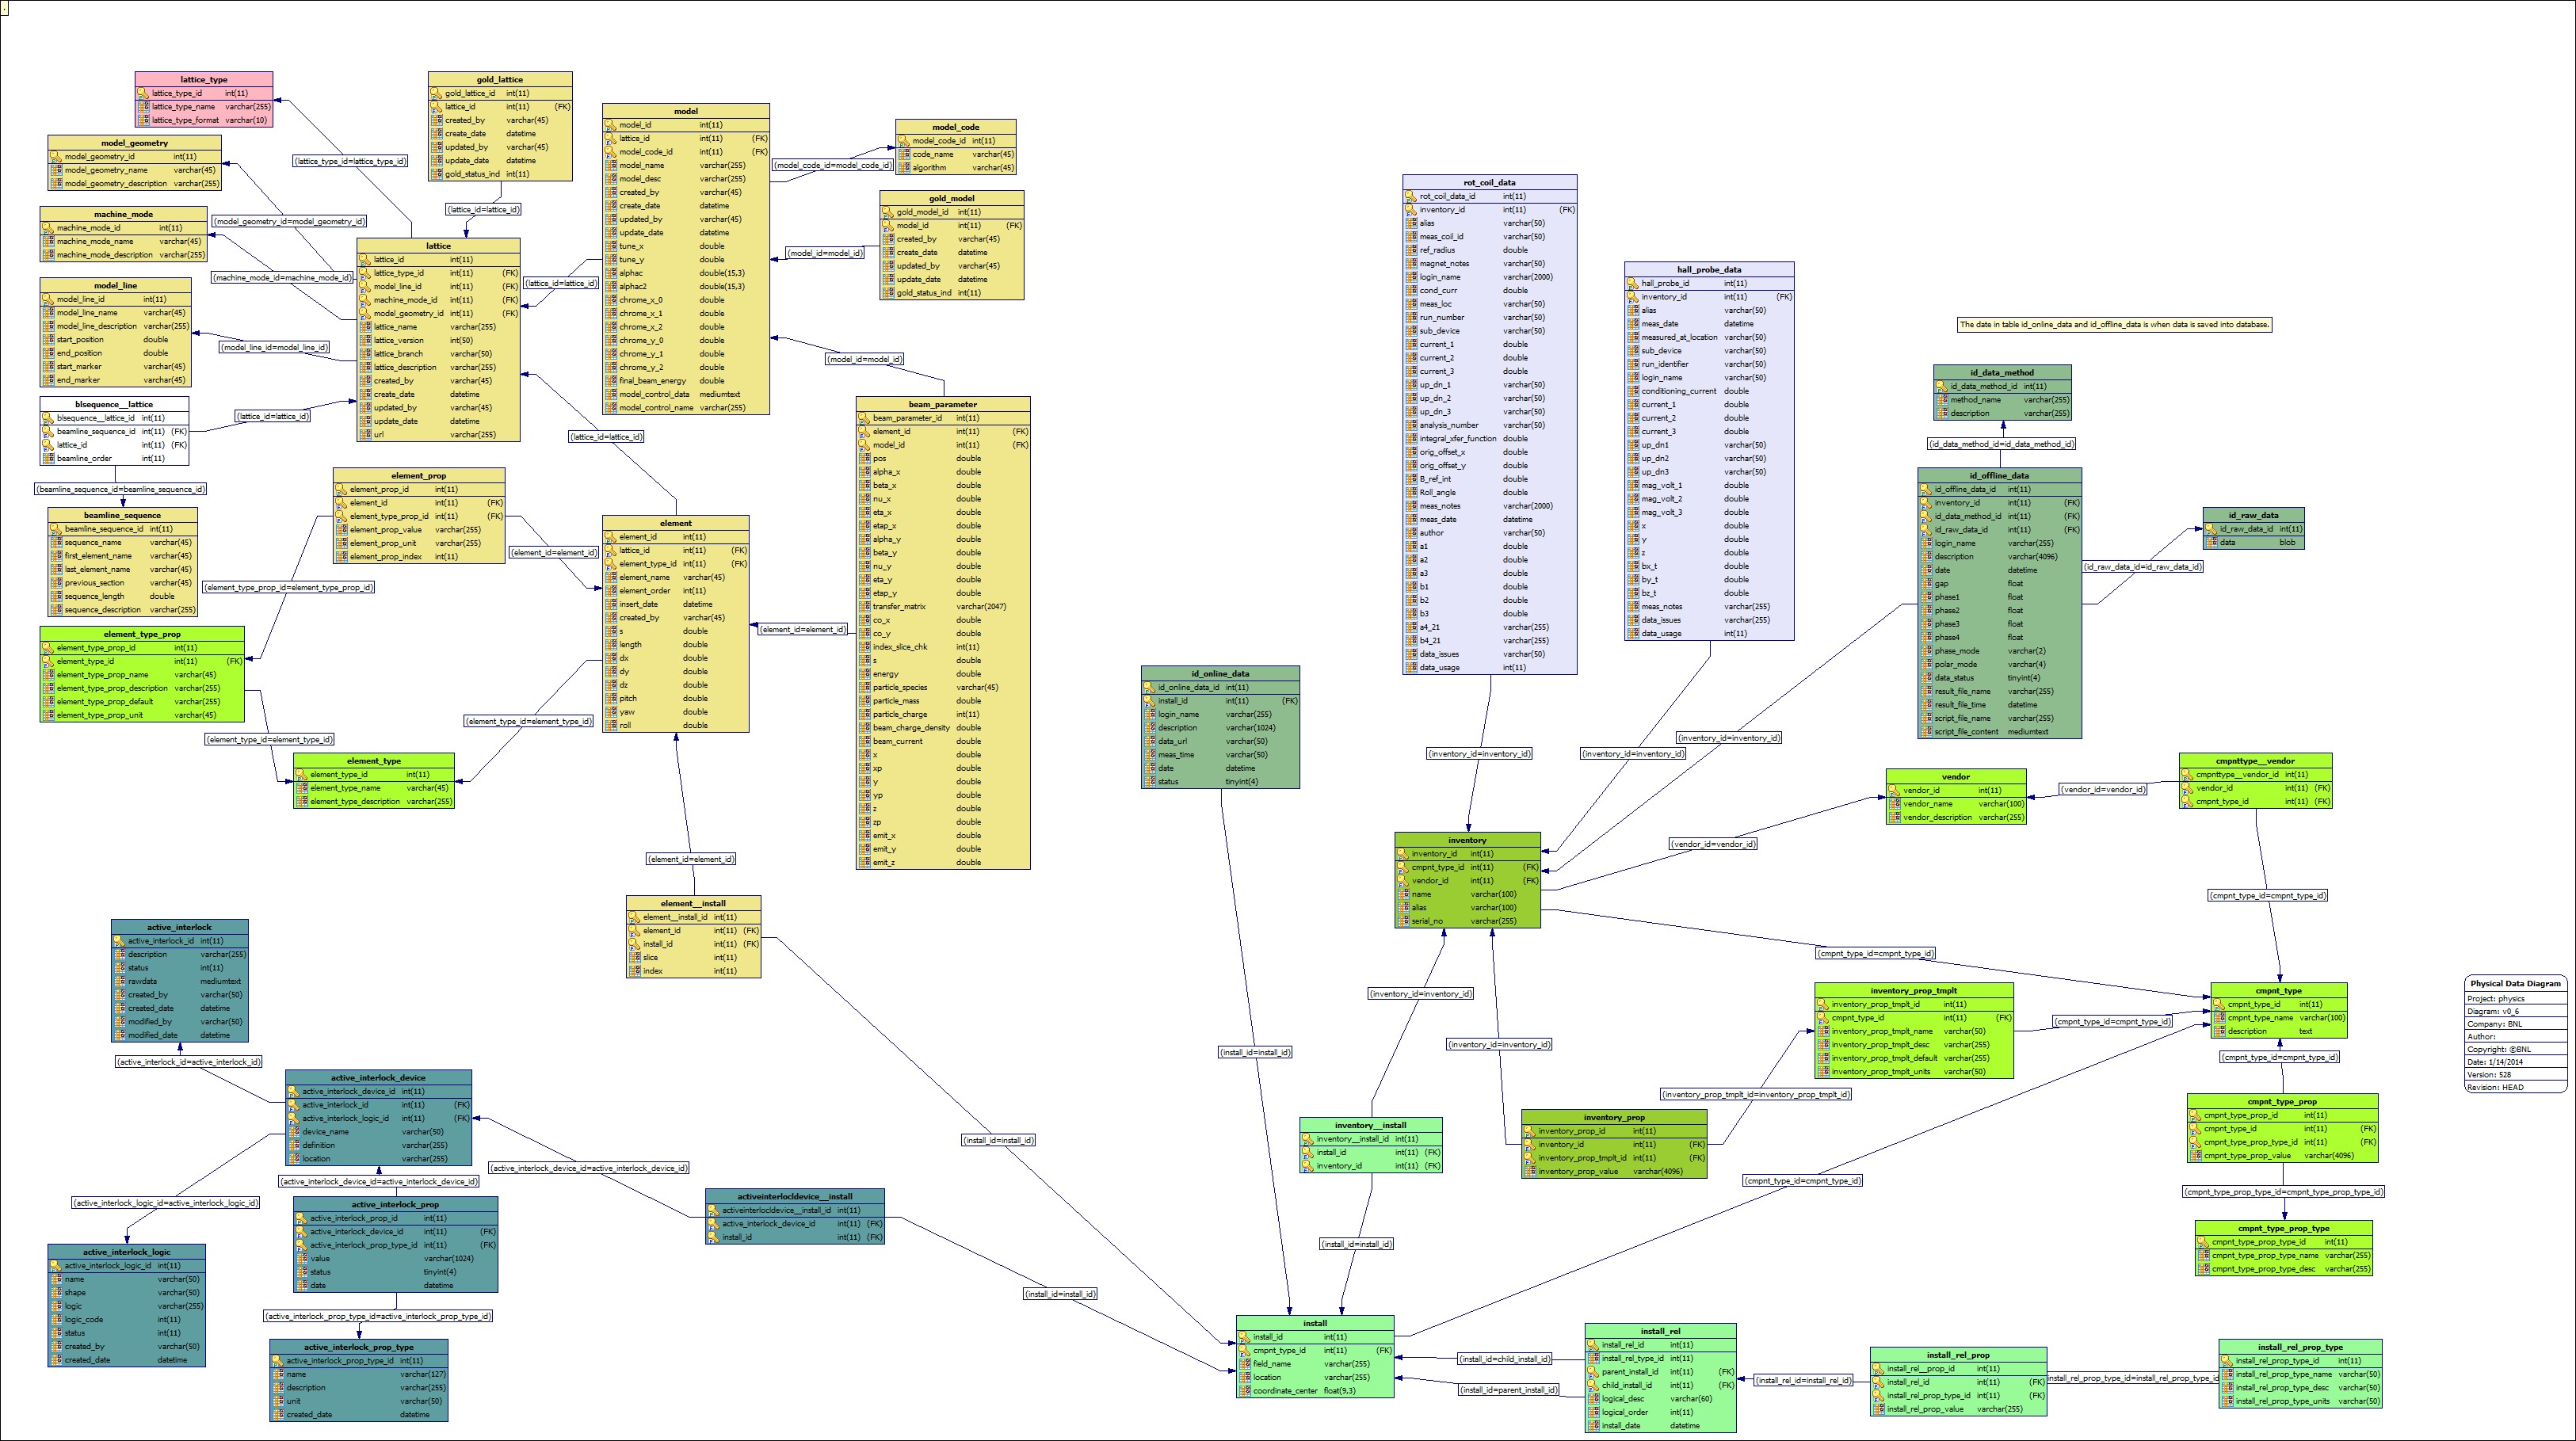 lattice_type
lattice_type_id int(11)
lattice_type_name varchar(255)
lattice_type_format varchar(10)
model_geometry
model_geometry_id int(11)
model_geometry_name varchar(45)
model_geometry_description varchar(255)
machine_mode
machine_mode_id int(11)
machine_mode_name varchar(45)
machine_mode_description varchar(255)
model_line
model_line_id int(11)
model_line_name varchar(45)
model_line_description varchar(255)
start_position double
end_position double
start_marker varchar(45)
end_marker varchar(45)
blsequence__lattice
blsequence__lattice_id int(11)
beamline_sequence_id int(11) (FK)
lattice_id int(11) (FK)
beamline_order int(11)
(beamline_sequence_id=beamline_sequence_id)
beamline_sequence
beamline_sequence_id int(11)
sequence_name varchar(45)
first_element_name varchar(45)
last_element_name varchar(45)
previous_section varchar(45)
sequence_length double
sequence_description varchar(255)
element_type_prop
element_type_prop_id int(11)
element_type_id int(11) (FK)
element_type_prop_name varchar(45)
element_type_prop_description varchar(255)
element_type_prop_default varchar(255)
element_type_prop_unit varchar(45)
(element_type_id=element_type_id)
element_type
element_type_id int(11)
element_type_name varchar(45)
element_type_description varchar(255)
(lattice_type_id=lattice_type_id)
(model_geometry_id=model_geometry_id)
(machine_mode_id=machine_mode_id)
(model_line_id=model_line_id)
(lattice_id=lattice_id)
gold_lattice
gold_lattice_id int(11)
lattice_id int(11) (FK)
created_by varchar(45)
create_date datetime
updated_by varchar(45)
update_date datetime
gold_status_ind int(11)
(lattice_id=lattice_id)
lattice
lattice_id int(11)
lattice_type_id int(11) (FK)
model_line_id int(11) (FK)
machine_mode_id int(11) (FK)
model_geometry_id int(11) (FK)
lattice_name varchar(255)
lattice_version int(50)
lattice_branch varchar(50)
lattice_description varchar(255)
created_by varchar(45)
create_date datetime
updated_by varchar(45)
update_date datetime
url varchar(255)
element_prop
element_prop_id int(11)
element_id int(11) (FK)
element_type_prop_id int(11) (FK)
element_prop_value varchar(255)
element_prop_unit varchar(255)
element_prop_index int(11)
(element_type_prop_id=element_type_prop_id)
(element_id=element_id)
(element_type_id=element_type_id)
(lattice_id=lattice_id)
(lattice_id=lattice_id)
model
model_id int(11)
lattice_id int(11) (FK)
model_code_id int(11) (FK)
model_name varchar(255)
model_desc varchar(255)
created_by varchar(45)
create_date datetime
updated_by varchar(45)
update_date datetime
tune_x double
tune_y double
alphac double(15,3)
alphac2 double(15,3)
chrome_x_0 double
chrome_x_1 double
chrome_x_2 double
chrome_y_0 double
chrome_y_1 double
chrome_y_2 double
final_beam_energy double
model_control_data mediumtext
model_control_name varchar(255)
(model_code_id=model_code_id)
model_code
model_code_id int(11)
code_name varchar(45)
algorithm varchar(45)
gold_model
gold_model_id int(11)
model_id int(11) (FK)
created_by varchar(45)
create_date datetime
updated_by varchar(45)
update_date datetime
gold_status_ind int(11)
(model_id=model_id)
(model_id=model_id)
element
element_id int(11)
lattice_id int(11) (FK)
element_type_id int(11) (FK)
element_name varchar(45)
element_order int(11)
insert_date datetime
created_by varchar(45)
s double
length double
dx double
dy double
dz double
pitch double
yaw double
roll double
(element_id=element_id)
beam_parameter
beam_parameter_id int(11)
element_id int(11) (FK)
model_id int(11) (FK)
pos double
alpha_x double
beta_x double
nu_x double
eta_x double
etap_x double
alpha_y double
beta_y double
nu_y double
eta_y double
etap_y double
transfer_matrix varchar(2047)
co_x double
co_y double
index_slice_chk int(11)
s double
energy double
particle_species varchar(45)
particle_mass double
particle_charge int(11)
beam_charge_density double
beam_current double
x double
xp double
y double
yp double
z double
zp double
emit_x double
emit_y double
emit_z double
(element_id=element_id)
element__install
element__install_id int(11)
element_id int(11) (FK)
install_id int(11) (FK)
slice int(11)
index int(11)
active_interlock
active_interlock_id int(11)
description varchar(255)
status int(11)
rawdata mediumtext
created_by varchar(50)
created_date datetime
modified_by varchar(50)
modified_date datetime
(active_interlock_id=active_interlock_id)
active_interlock_device
active_interlock_device_id int(11)
active_interlock_id int(11) (FK)
active_interlock_logic_id int(11) (FK)
device_name varchar(50)
definition varchar(255)
location varchar(255)
(active_interlock_device_id=active_interlock_device_id)
(active_interlock_device_id=active_interlock_device_id)
(active_interlock_logic_id=active_interlock_logic_id)
active_interlock_prop
active_interlock_prop_id int(11)
active_interlock_device_id int(11) (FK)
active_interlock_prop_type_id int(11) (FK)
value varchar(1024)
status tinyint(4)
date datetime
active_interlock_logic
active_interlock_logic_id int(11)
name varchar(50)
shape varchar(50)
logic varchar(255)
logic_code int(11)
status int(11)
created_by varchar(50)
created_date datetime
(active_interlock_prop_type_id=active_interlock_prop_type_id)
active_interlock_prop_type
active_interlock_prop_type_id int(11)
name varchar(127)
description varchar(255)
unit varchar(50)
created_date datetime
activeinterlocldevice__install
activeinterlocldevice__install_id int(11)
active_interlock_device_id int(11) (FK)
install_id int(11) (FK)
(install_id=install_id)
(install_id=install_id)
id_online_data
id_online_data_id int(11)
install_id int(11) (FK)
login_name varchar(255)
description varchar(1024)
data_url varchar(50)
meas_time varchar(50)
date datetime
status tinyint(4)
(install_id=install_id)
rot_coil_data
rot_coil_data_id int(11)
inventory_id int(11) (FK)
alias varchar(50)
meas_coil_id varchar(50)
ref_radius double
magnet_notes varchar(50)
login_name varchar(2000)
cond_curr double
meas_loc varchar(50)
run_number varchar(50)
sub_device varchar(50)
current_1 double
current_2 double
current_3 double
up_dn_1 varchar(50)
up_dn_2 varchar(50)
up_dn_3 varchar(50)
analysis_number varchar(50)
integral_xfer_function double
orig_offset_x double
orig_offset_y double
B_ref_int double
Roll_angle double
meas_notes varchar(2000)
meas_date datetime
author varchar(50)
a1 double
a2 double
a3 double
b1 double
b2 double
b3 double
a4_21 varchar(255)
b4_21 varchar(255)
data_issues varchar(50)
data_usage int(11)
hall_probe_data
hall_probe_id int(11)
inventory_id int(11) (FK)
alias varchar(50)
meas_date datetime
measured_at_location varchar(50)
sub_device varchar(50)
run_identifier varchar(50)
login_name varchar(50)
conditioning_current double
current_1 double
current_2 double
current_3 double
up_dn1 varchar(50)
up_dn2 varchar(50)
up_dn3 varchar(50)
mag_volt_1 double
mag_volt_2 double
mag_volt_3 double
x double
y double
z double
bx_t double
by_t double
bz_t double
meas_notes varchar(255)
data_issues varchar(255)
data_usage int(11)
The date in table id_online_data and id_offline_data is when data is saved into database.
id_data_method
id_data_method_id int(11)
method_name varchar(255)
description varchar(255)
(id_data_method_id=id_data_method_id)
id_offline_data
id_offline_data_id int(11)
inventory_id int(11) (FK)
id_data_method_id int(11) (FK)
id_raw_data_id int(11) (FK)
login_name varchar(255)
description varchar(4096)
date datetime
gap float
phase1 float
phase2 float
phase3 float
phase4 float
phase_mode varchar(2)
polar_mode varchar(4)
data_status tinyint(4)
result_file_name varchar(255)
result_file_time datetime
script_file_name varchar(255)
script_file_content mediumtext
id_raw_data
id_raw_data_id int(11)
data blob
(id_raw_data_id=id_raw_data_id)
(inventory_id=inventory_id)
(inventory_id=inventory_id)
(inventory_id=inventory_id)
inventory
inventory_id int(11)
cmpnt_type_id int(11) (FK)
vendor_id int(11) (FK)
name varchar(100)
alias varchar(100)
serial_no varchar(255)
vendor
vendor_id int(11)
vendor_name varchar(100)
vendor_description varchar(255)
(vendor_id=vendor_id)
(vendor_id=vendor_id)
cmpnttype__vendor
cmpnttype__vendor_id int(11)
vendor_id int(11) (FK)
cmpnt_type_id int(11) (FK)
(cmpnt_type_id=cmpnt_type_id)
(cmpnt_type_id=cmpnt_type_id)
inventory_prop_tmplt
inventory_prop_tmplt_id int(11)
cmpnt_type_id int(11) (FK)
inventory_prop_tmplt_name varchar(50)
inventory_prop_tmplt_desc varchar(255)
inventory_prop_tmplt_default varchar(255)
inventory_prop_tmplt_units varchar(50)
(cmpnt_type_id=cmpnt_type_id)
cmpnt_type
cmpnt_type_id int(11)
cmpnt_type_name varchar(100)
description text
(cmpnt_type_id=cmpnt_type_id)
cmpnt_type_prop
cmpnt_type_prop_id int(11)
cmpnt_type_id int(11) (FK)
cmpnt_type_prop_type_id int(11) (FK)
cmpnt_type_prop_value varchar(4096)
(cmpnt_type_prop_type_id=cmpnt_type_prop_type_id)
cmpnt_type_prop_type
cmpnt_type_prop_type_id int(11)
cmpnt_type_prop_type_name varchar(255)
cmpnt_type_prop_type_desc varchar(255)
(inventory_id=inventory_id)
(inventory_id=inventory_id)
(inventory_prop_tmplt_id=inventory_prop_tmplt_id)
inventory__install
inventory__install_id int(11)
install_id int(11) (FK)
inventory_id int(11) (FK)
inventory_prop
inventory_prop_id int(11)
inventory_id int(11) (FK)
inventory_prop_tmplt_id int(11) (FK)
inventory_prop_value varchar(4096)
(cmpnt_type_id=cmpnt_type_id)
(install_id=install_id)
install
install_id int(11)
cmpnt_type_id int(11) (FK)
field_name varchar(255)
location varchar(255)
coordinate_center float(9,3)
(install_id=child_install_id)
(install_id=parent_install_id)
install_rel
install_rel_id int(11)
install_rel_type_id int(11)
parent_install_id int(11) (FK)
child_install_id int(11) (FK)
logical_desc varchar(60)
logical_order int(11)
install_date datetime
(install_rel_id=install_rel_id)
install_rel_prop
install_rel__prop_id int(11)
install_rel_id int(11) (FK)
install_rel_prop_type_id int(11) (FK)
install_rel_prop_value varchar(255)
install_rel_prop_type_id=install_rel_prop_type_id
install_rel_prop_type
install_rel_prop_type_id int(11)
install_rel_prop_type_name varchar(50)
install_rel_prop_type_desc varchar(50)
install_rel_prop_type_units varchar(50)
Physical Data Diagram
Project: physics
Diagram: v0_6
Company: BNL
Author:
Copyright: ©BNL
Date: 1/14/2014
Version: 528
Revision: HEAD